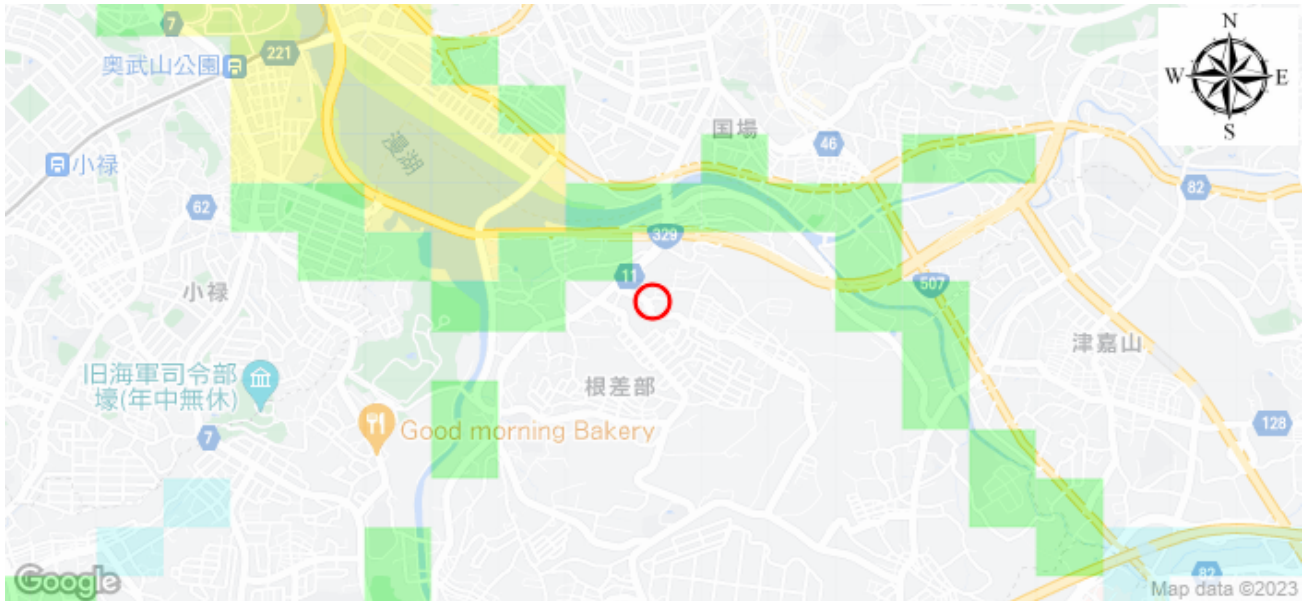 N
W
E
S
7
221
奥武山公園
漫湖
国場
46
小禄
82
62
329
11
小禄
507
津嘉山
旧海軍司令部
壕(年中無休)
根差部
7
Good morning Bakery
128
82
Google
Map data ©2023